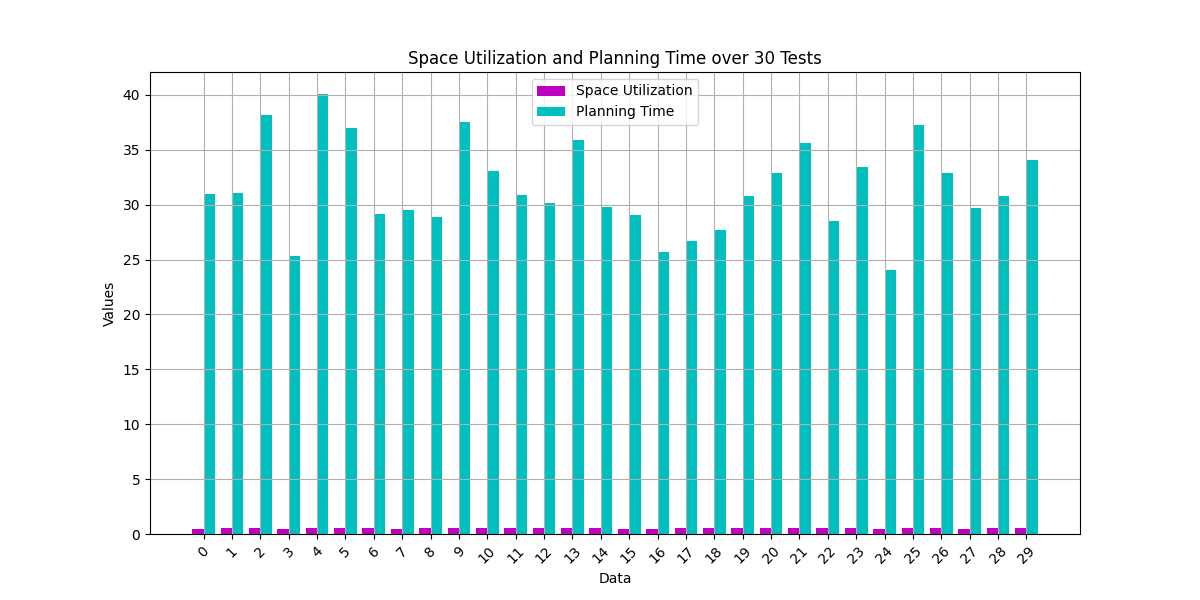 Space Utilization and Planning Time over 30 Tests
Space Utilization
Planning Time
Values
40
35
30
25
20
15
10
5
0
0 1 2 3 4 5 6 7 8 9 10 11 12 13 14 15 16 17 18 19 20 21 22 23 24 25 26 27 28 29
Data